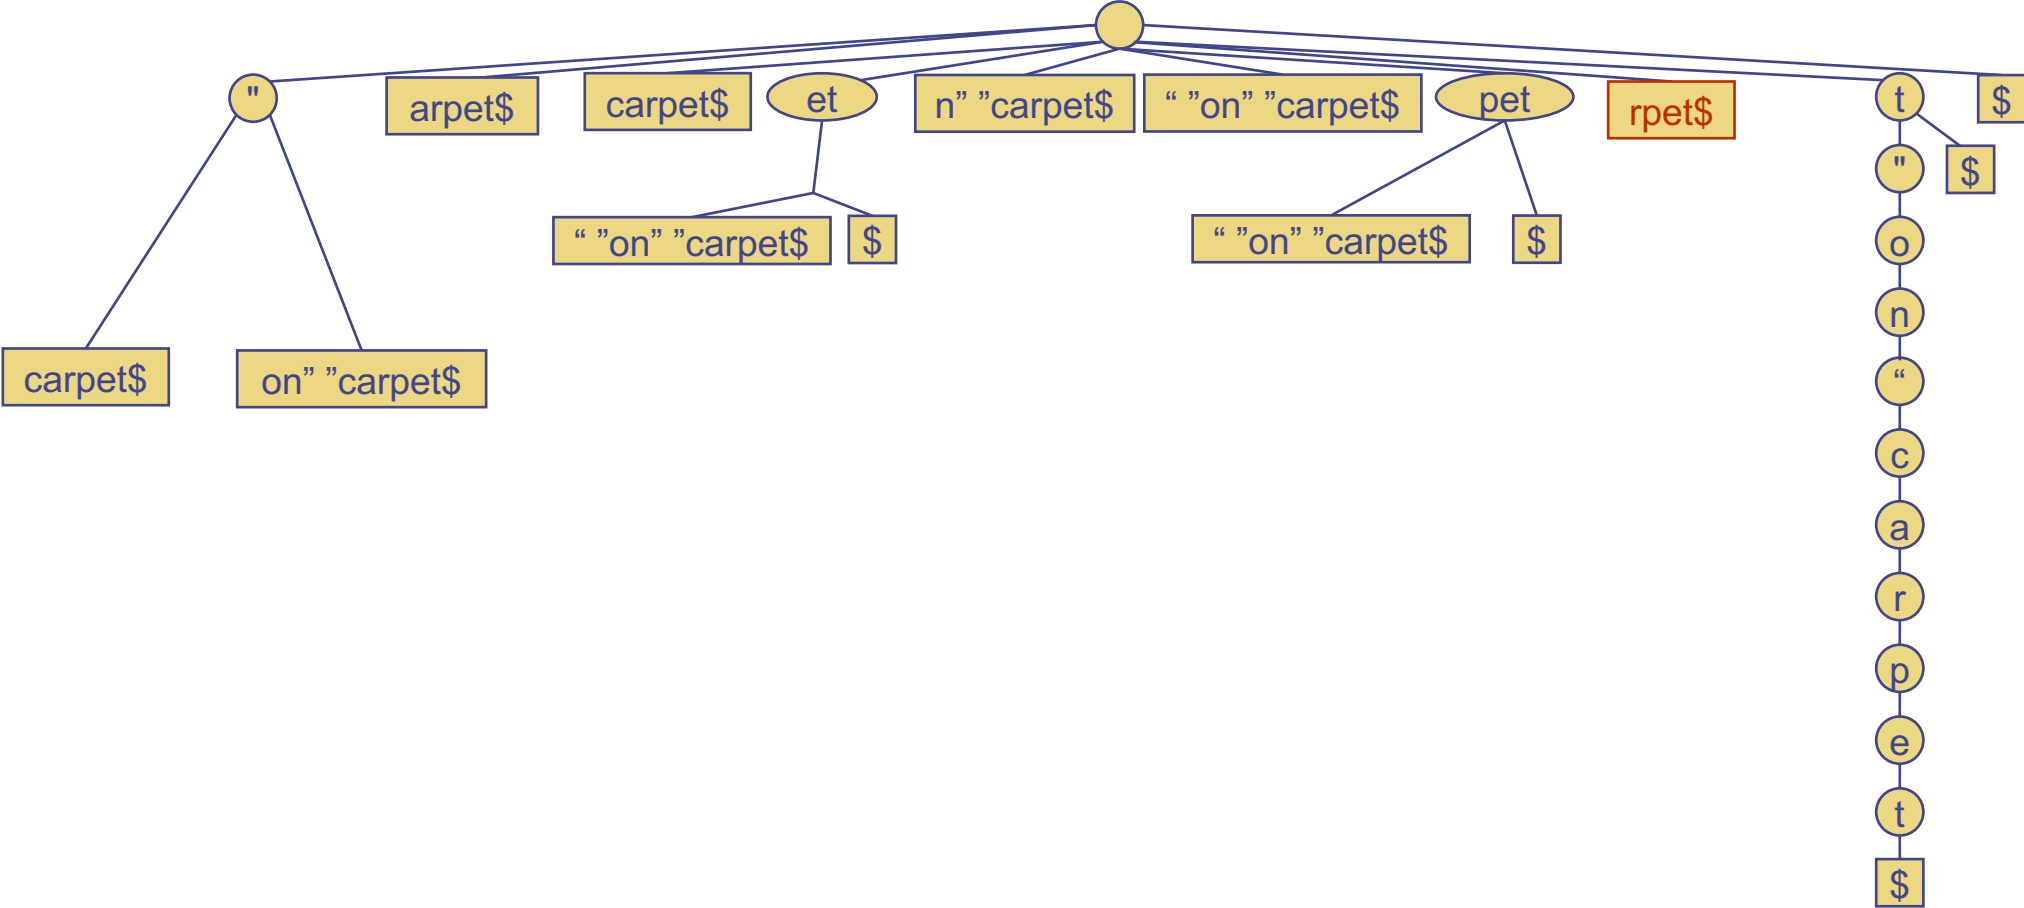 "
arpet$
carpet$
et
n” ”carpet$
“ ”on” ”carpet$
pet
rpet$
t
$
"
$
“ ”on” ”carpet$
$
“ ”on” ”carpet$
$
o
n
carpet$
on” ”carpet$
“
c
a
r
p
e
t
$